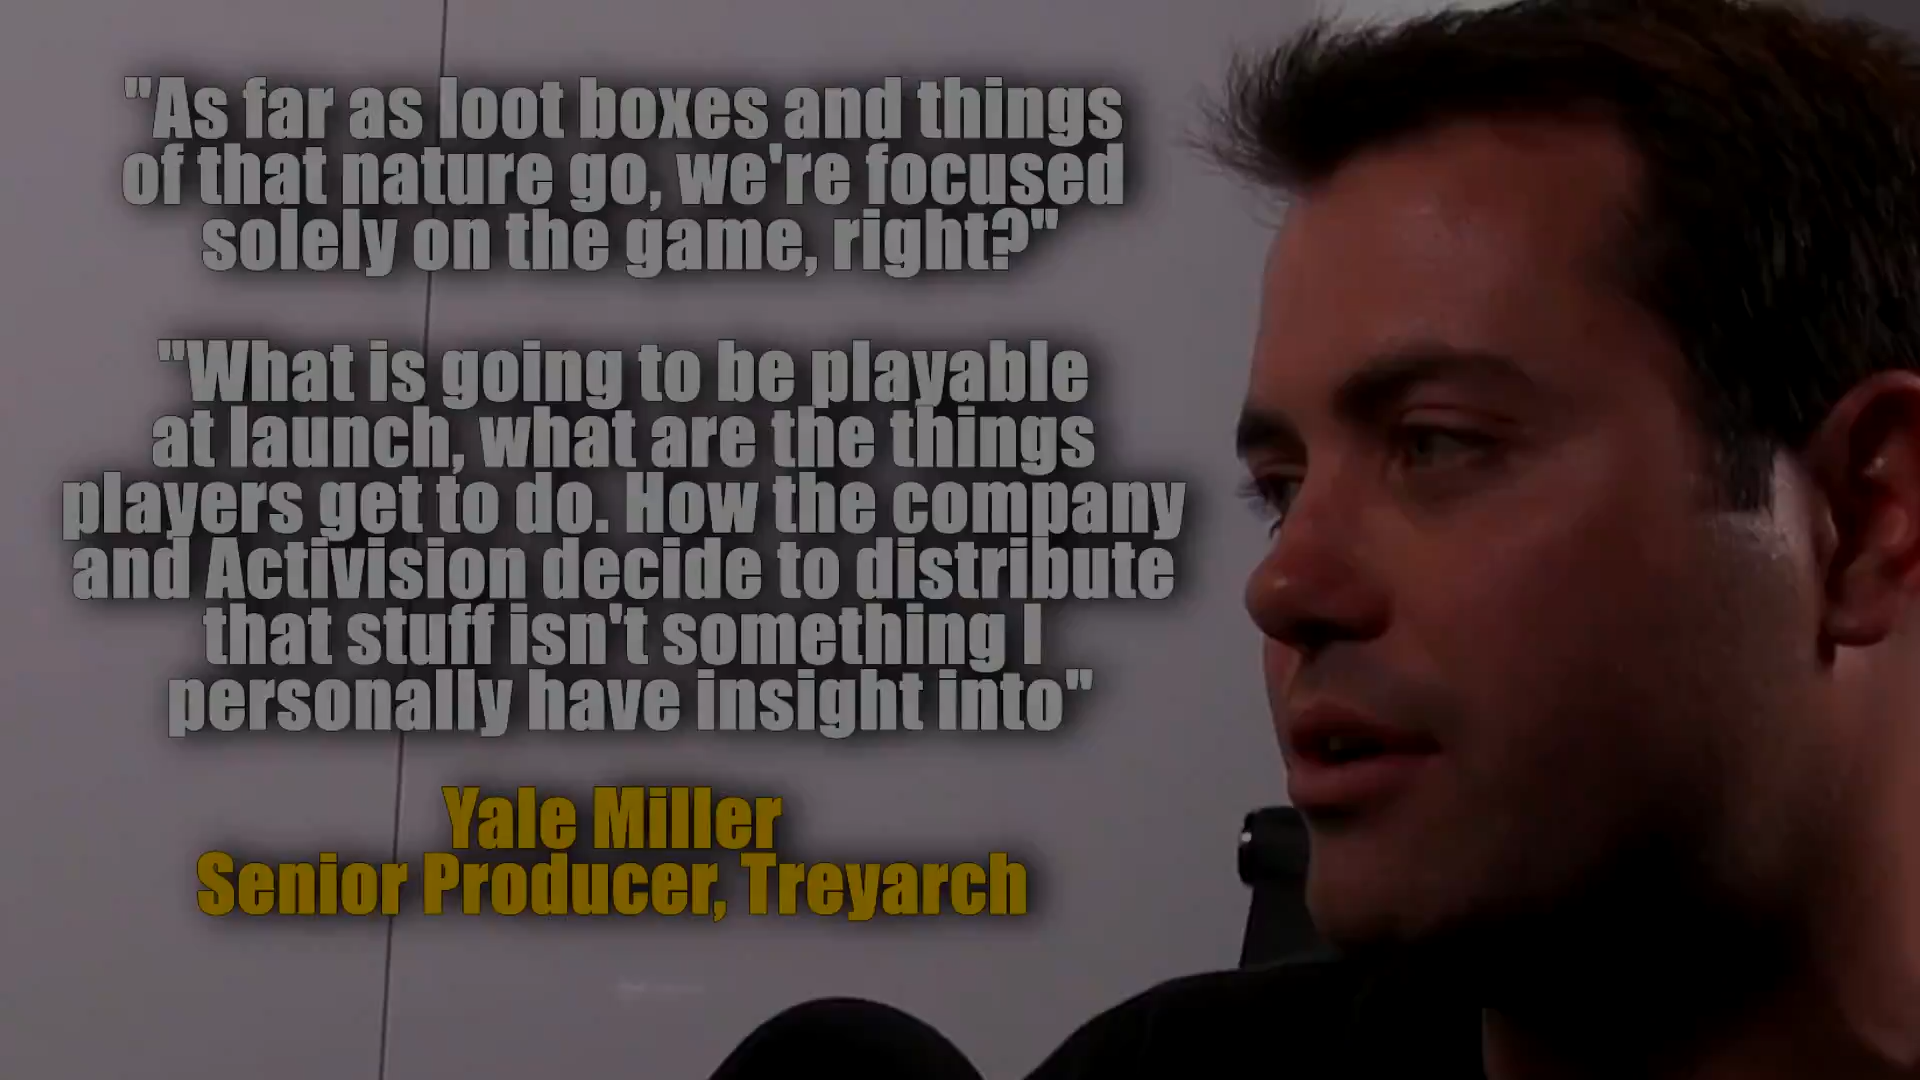 "As far as loot boxes and things
of that nature go, we're focused
solely on the game, right?"
"What is going to be playable
at launch, what are the things
players get to do. How the company
and Activision decide to distribute
that stuff isn't something I
personally have insight into"
Yale Miller
Senior Producer, Treyarch